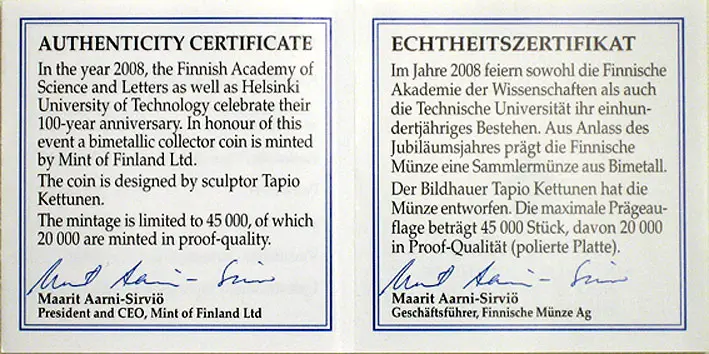 AUTHENTICITY CERTIFICATE
In the year 2008, the Finnish Academy of
Science and Letters as well as Helsinki
University of Technology celebrate their
100-year anniversary. In honour of this
event a bimetallic collector coin is minted
by Mint of Finland Ltd.
The coin is designed by sculptor Tapio
Kettunen.
The mintage is limited to 45 000, of which
20 000 are minted in proof-quality.
Maarit Aarni-Sirviö
President and CEO, Mint of Finland Ltd
ECHTHEITSZERTIFIKAT
Im Jahre 2008 feiern sowohl die Finnische
Akademie der Wissenschaften als auch
die Technische Universität ihr einhun-
dertjähriges Bestehen. Aus Anlass des
Jubiläumsjahres prägt die Finnische
Münze eine Sammlermünze aus Bimetall.
Der Bildhauer Tapio Kettunen hat die
Münze entworfen. Die maximale Prägeau-
flage beträgt 45 000 Stück, davon 20 000
in Proof-Qualität (polierte Platte).
Maarit Aarni-Sirviö
Geschäftsführer, Finnische Münze Ag